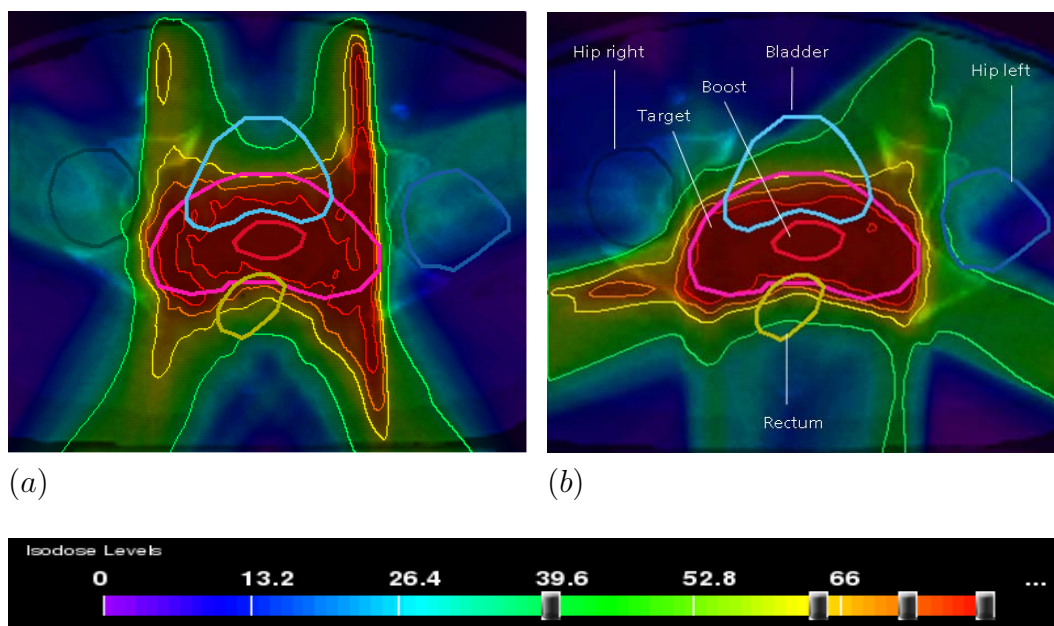 Hip right
Bladder
Hip left
Boost
Target
Rectum
(a)
(b)
Isodose Levels
0 13.2 26.4 39.6 52.8 66 ...